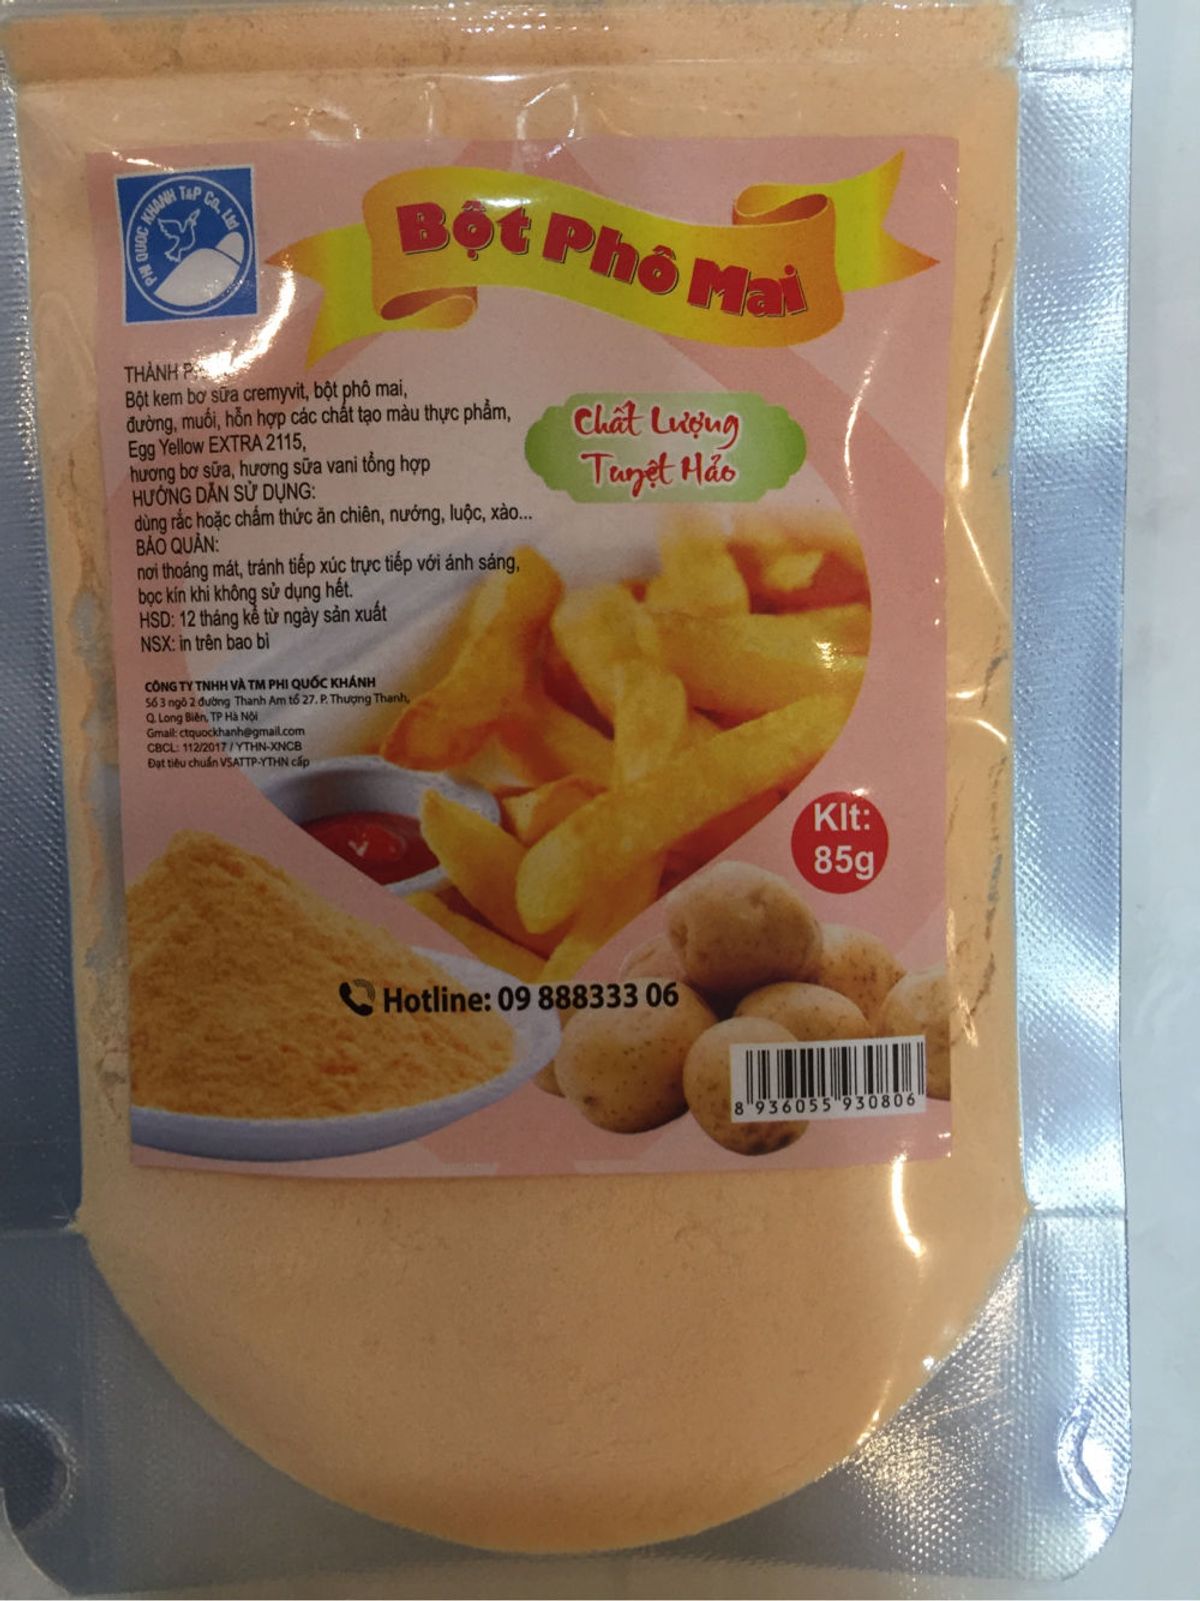 PHI QUOC KHANH T&P Co., Ltd
Bột Phô Mai
THÀNH
Bột kem bơ sữa cremyvit, bột phô mai,
đường, muối, hỗn hợp các chất tạo màu thực phẩm,
Egg Yellow EXTRA 2115,
hương bơ sữa, hương sữa vani tổng hợp
HƯỚNG DẪN SỬ DỤNG:
dùng rắc hoặc chấm thức ăn chiên, nướng, luộc, xào...
BẢO QUẢN:
nơi thoáng mát, tránh tiếp xúc trực tiếp với ánh sáng,
bọc kín khi không sử dụng hết.
HSD: 12 tháng kể từ ngày sản xuất
NSX: in trên bao bì
Chất Lượng
Tuyệt Hảo
CÔNG TY TNHH VÀ TM PHI QUỐC KHÁNH
Số 3 ngõ 2 đường Thanh Am tổ 27. P. Thượng Thanh,
Q. Long Biên, TP Hà Nội
Gmail: ctquockhanh@gmail.com
CBCL: 112/2017 / YTHN-XNCB
Đạt tiêu chuẩn VSATTP-YTHN cấp
Klt:
85g
Hotline: 09 888333 06
8 936055 930806